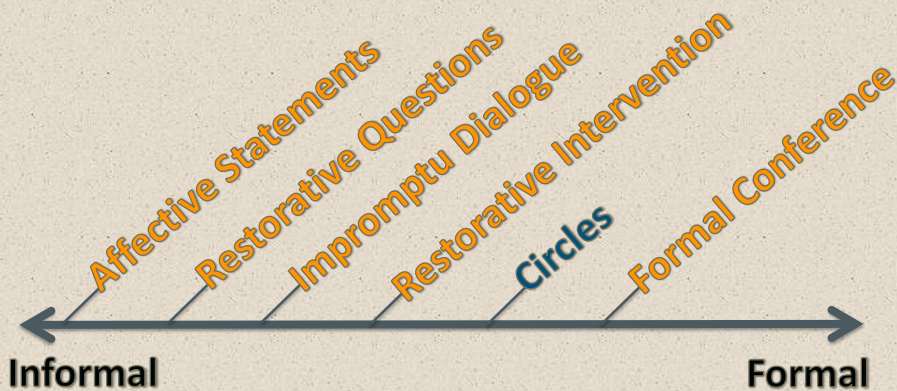 Affective Statements
Restorative Questions
Impromptu Dialogue
Restorative Intervention
Circles
Formal Conference
Informal
Formal